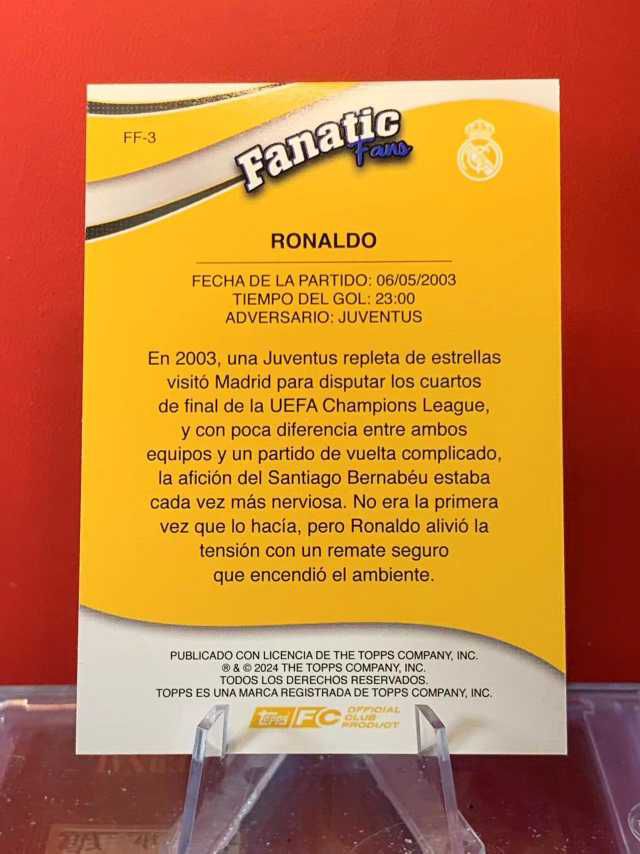 FF-3
Fanatic
Fans
RONALDO
FECHA DE LA PARTIDO: 06/05/2003
TIEMPO DEL GOL: 23:00
ADVERSARIO: JUVENTUS
En 2003, una Juventus repleta de estrellas
visitó Madrid para disputar los cuartos
de final de la UEFA Champions League,
y con poca diferencia entre ambos
equipos y un partido de vuelta complicado,
la afición del Santiago Bernabéu estaba
cada vez más nerviosa. No era la primera
vez que lo hacía, pero Ronaldo alivió la
tensión con un remate seguro
que encendió el ambiente.
PUBLICADO CON LICENCIA DE THE TOPPS COMPANY, INC.
® & © 2024 THE TOPPS COMPANY, INC.
TODOS LOS DERECHOS RESERVADOS.
TOPPS ES UNA MARCA REGISTRADA DE TOPPS COMPANY, INC.
Topps FC OFFICIAL
CLUB
PRODUCT